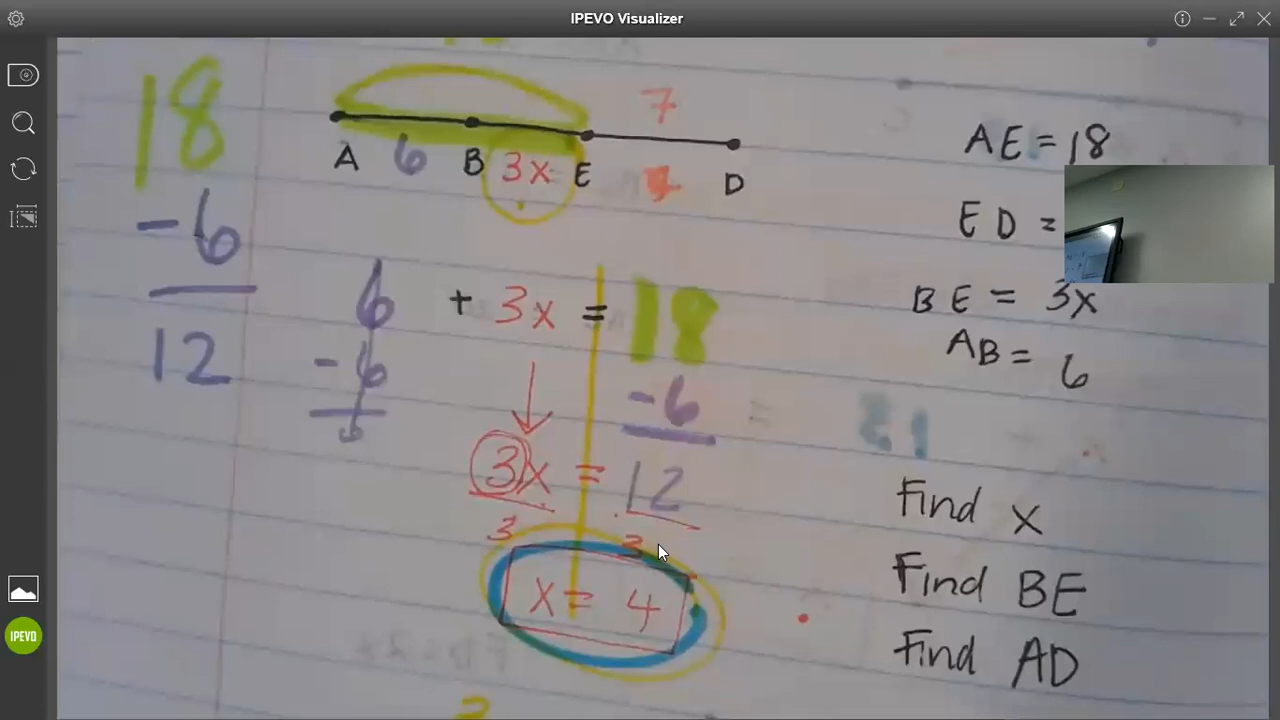 IPEVO Visualizer
18
- 6
12
7
A 6 B 3x E D
6 + 3x = 18
- 6 - 6
3x = 12
3 3
x = 4
AE = 18
ED =
BE = 3x
AB = 6
Find x
Find BE
Find AD
IPEVO